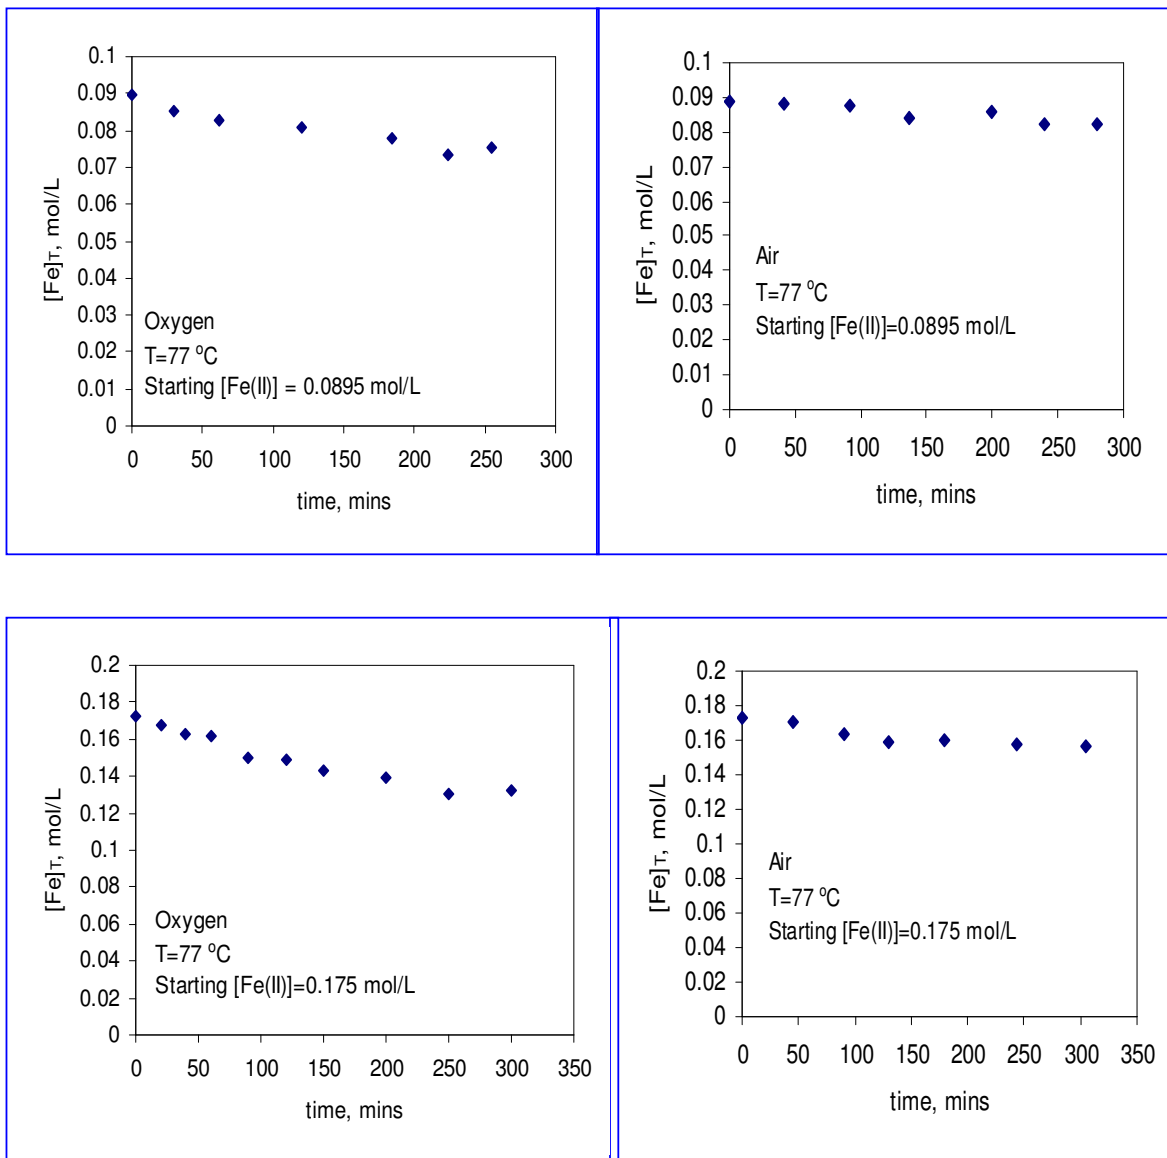 0.1
0.09
0.08
0.07
0.06
0.05
0.04
0.03
0.02
0.01
0
[Fe]T, mol/L
Oxygen
T=77 °C
Starting [Fe(II)] = 0.0895 mol/L
0 50 100 150 200 250 300
time, mins
0.1
0.09
0.08
0.07
0.06
0.05
0.04
0.03
0.02
0.01
0
[Fe]T, mol/L
Air
T=77 °C
Starting [Fe(II)]=0.0895 mol/L
0 50 100 150 200 250 300
time, mins
0.2
0.18
0.16
0.14
0.12
0.1
0.08
0.06
0.04
0.02
0
[Fe]T, mol/L
Oxygen
T=77 °C
Starting [Fe(II)]=0.175 mol/L
0 50 100 150 200 250 300 350
time, mins
0.2
0.18
0.16
0.14
0.12
0.1
0.08
0.06
0.04
0.02
0
[Fe]T, mol/L
Air
T=77 °C
Starting [Fe(II)]=0.175 mol/L
0 50 100 150 200 250 300 350
time, mins